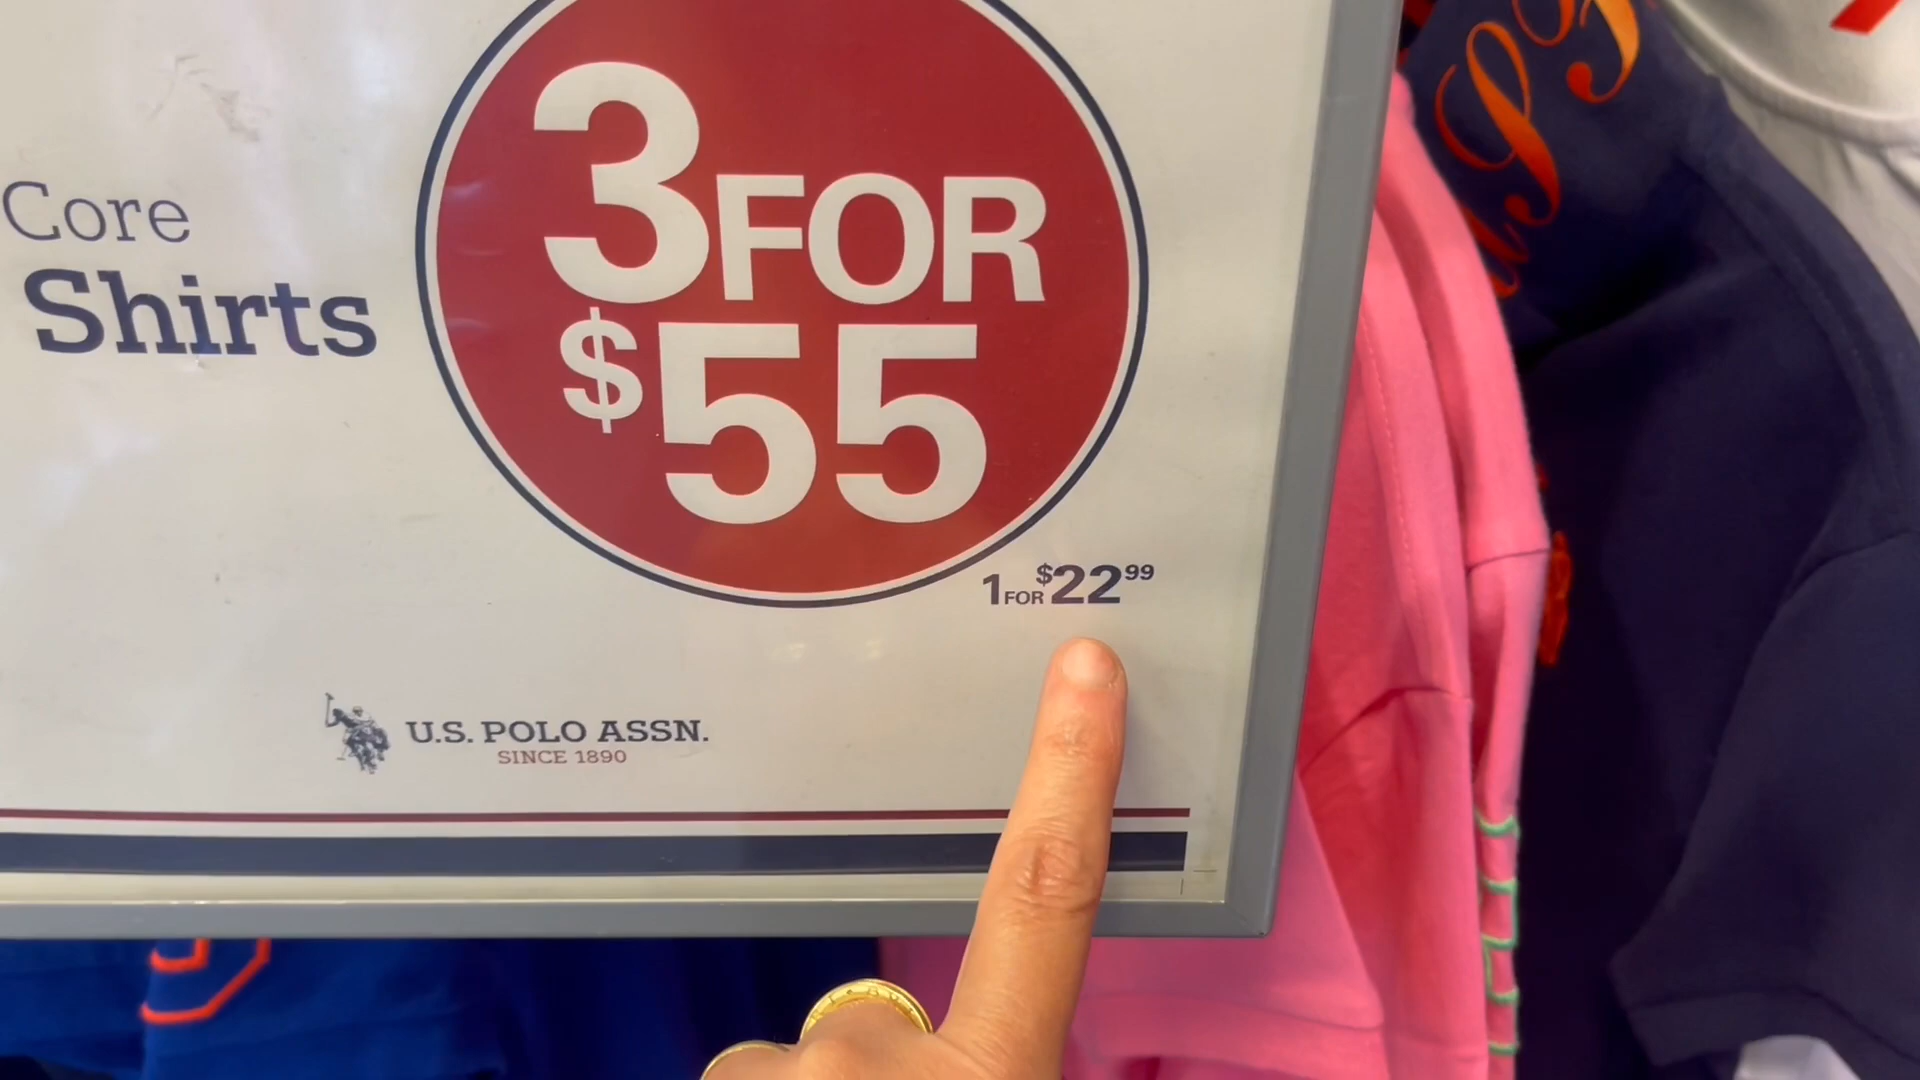 Core
Shirts
3 FOR
$55
1 FOR $22.99
U.S. POLO ASSN.
SINCE 1890